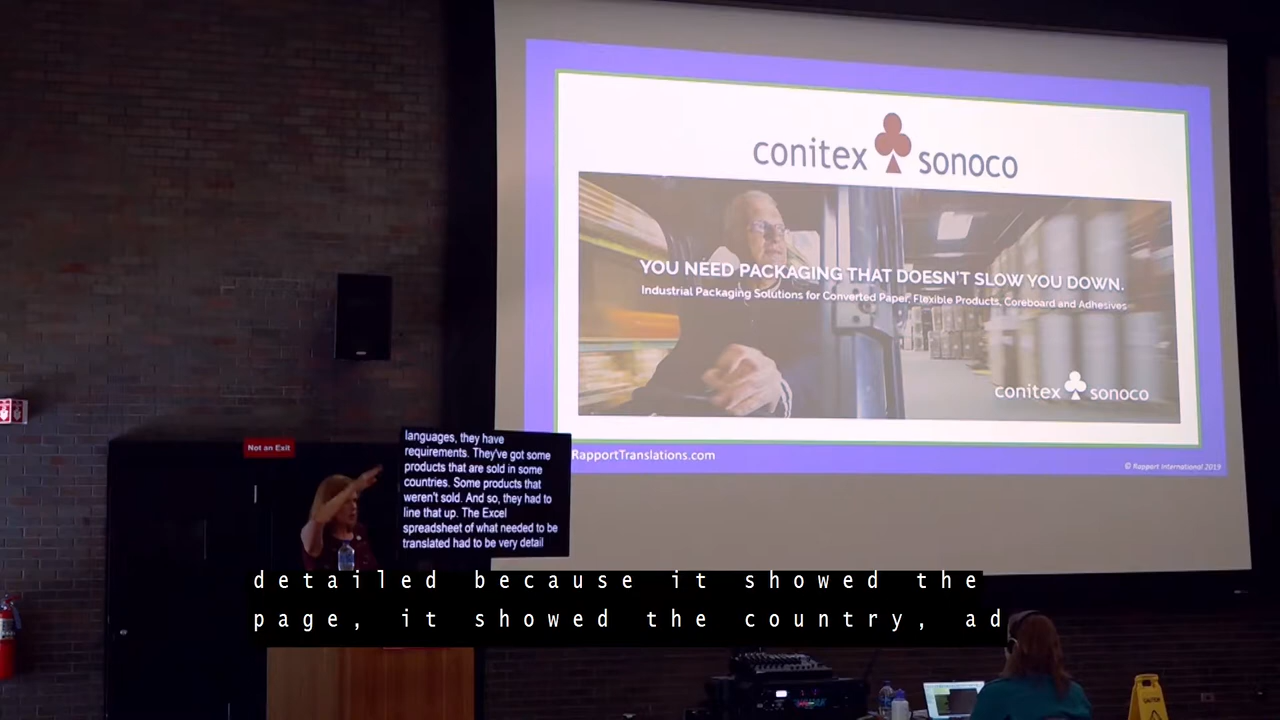 conitex sonoco
YOU NEED PACKAGING THAT DOESN'T SLOW YOU DOWN.
Industrial Packaging Solutions for Converted Paper, Flexible Products, Coreboard and Adhesives
conitex sonoco
RapportTranslations.com
© Rapport International 2019
Not an Exit
languages, they have
requirements. They've got some
products that are sold in some
countries. Some products that
weren't sold. And so, they had to
line that up. The Excel
spreadsheet of what needed to be
translated had to be very detail
detailed because it showed the
page, it showed the country, ad
CAUTION